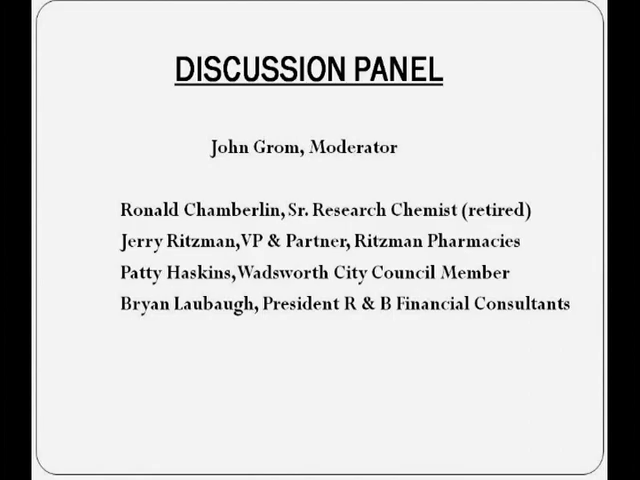 DISCUSSION PANEL
John Grom, Moderator
Ronald Chamberlin, Sr. Research Chemist (retired)
Jerry Ritzman,VP & Partner, Ritzman Pharmacies
Patty Haskins,Wadsworth City Council Member
Bryan Laubaugh, President R & B Financial Consultants